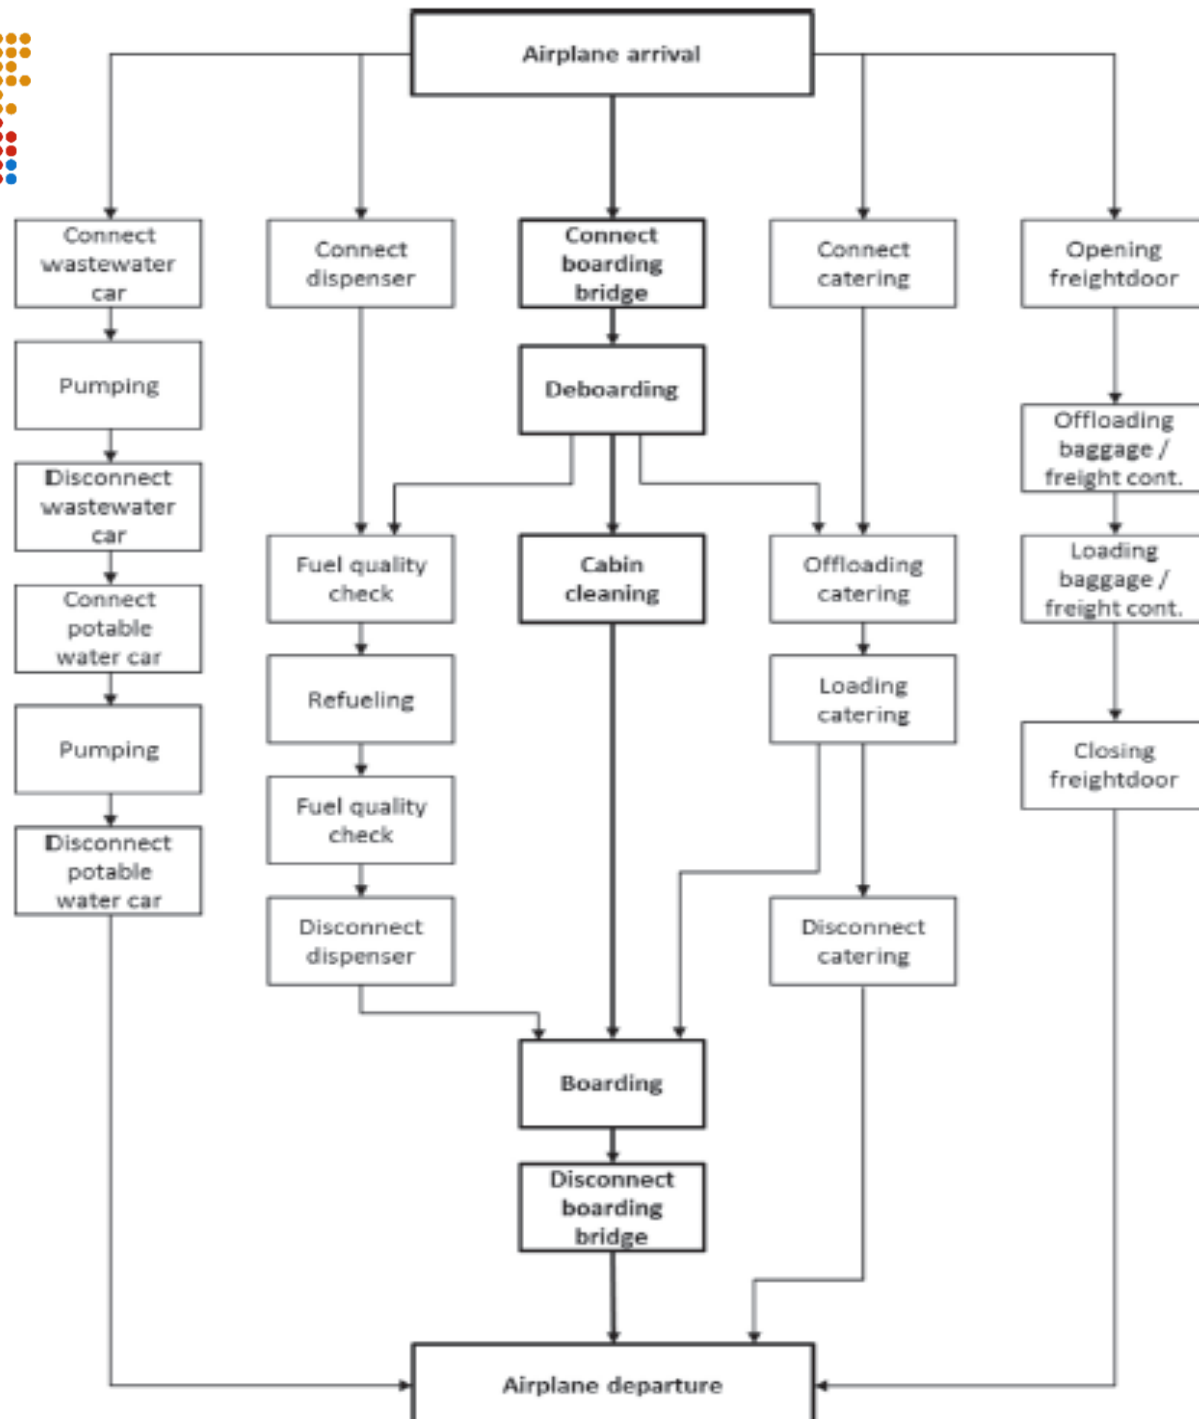 Airplane arrival
Connect
wastewater
car
Connect
dispenser
Connect
boarding
bridge
Connect
catering
Opening
freightdoor
Pumping
Deboarding
Offloading
baggage /
freight cont.
Disconnect
wastewater
car
Fuel quality
check
Cabin
cleaning
Offloading
catering
Loading
baggage /
freight cont.
Connect
potable
water car
Refueling
Loading
catering
Pumping
Closing
freightdoor
Fuel quality
check
Disconnect
potable
water car
Disconnect
dispenser
Disconnect
catering
Boarding
Disconnect
boarding
bridge
Airplane departure